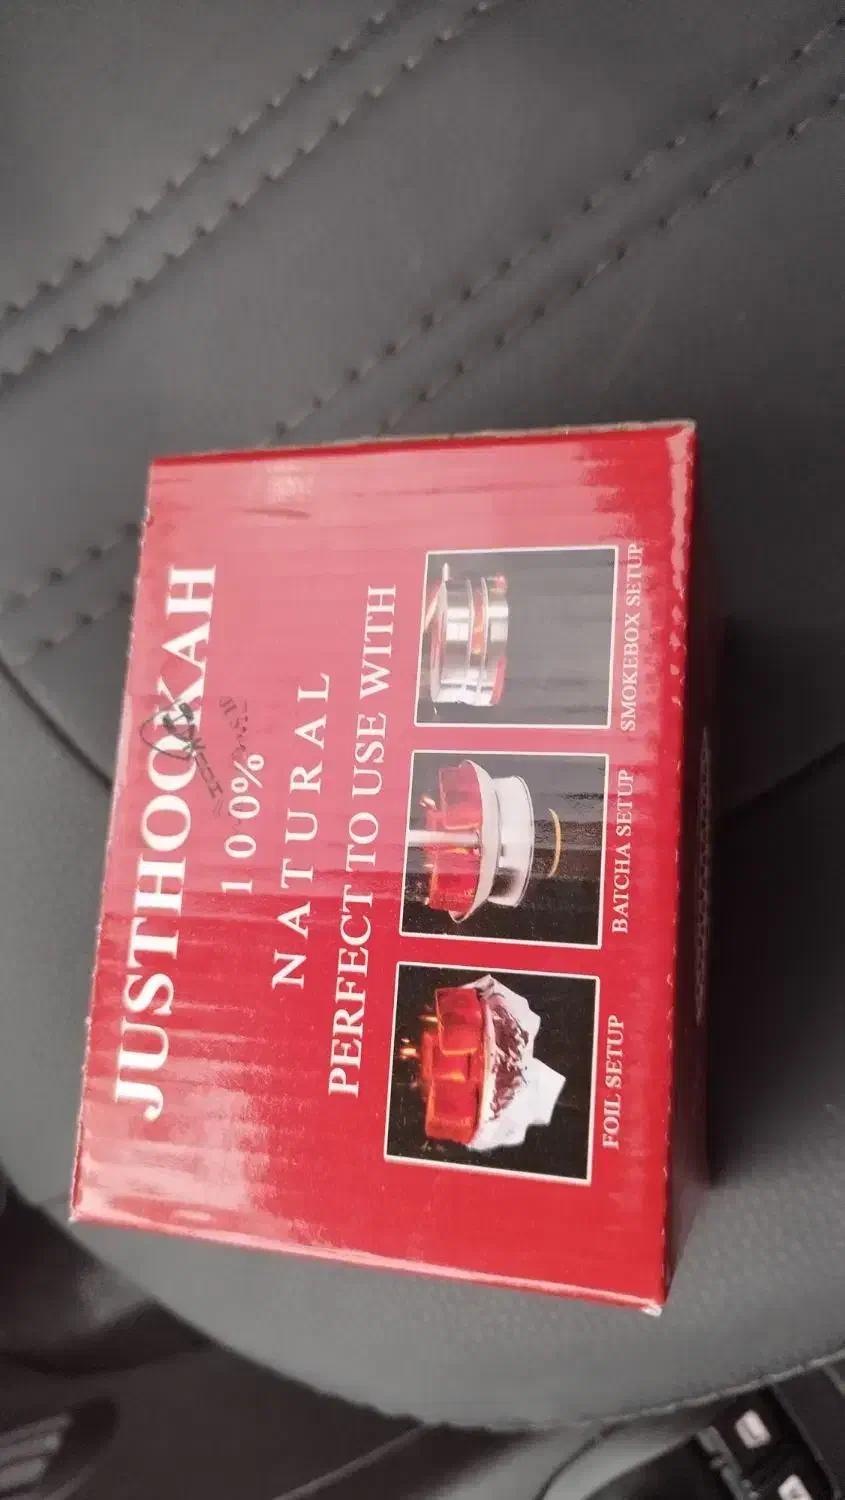 JUSTHOOKAH
100%
NATURAL
PERFECT TO USE WITH
FOIL SETUP
BATCHA SETUP
SMOKEBOX SETUP